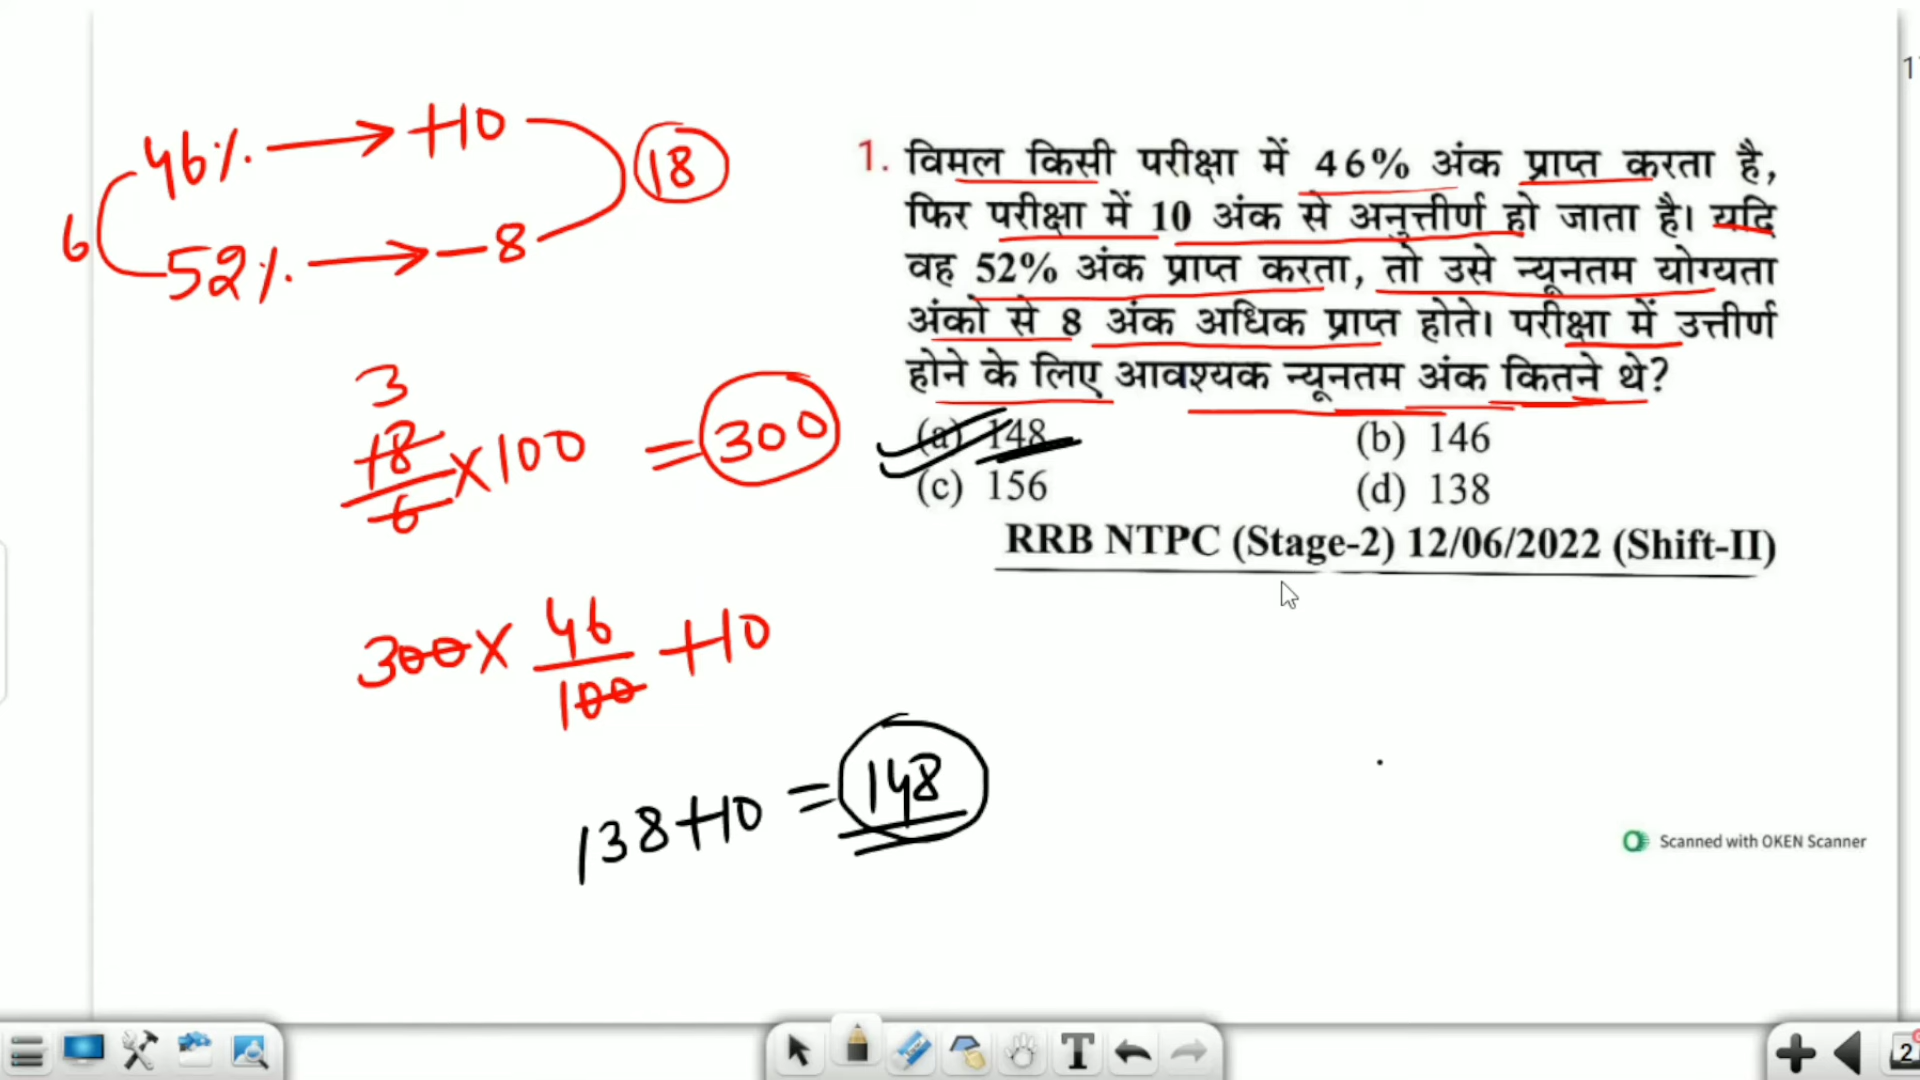 46% → +10
18
6
52% → -8
1. विमल किसी परीक्षा में 46% अंक प्राप्त करता है,
फिर परीक्षा में 10 अंक से अनुत्तीर्ण हो जाता है। यदि
वह 52% अंक प्राप्त करता, तो उसे न्यूनतम योग्यता
अंको से 8 अंक अधिक प्राप्त होते। परीक्षा में उत्तीर्ण
होने के लिए आवश्यक न्यूनतम अंक कितने थे?
(a) 148 (b) 146
(c) 156 (d) 138
RRB NTPC (Stage-2) 12/06/2022 (Shift-II)
3
18/6 × 100 = 300
300 × 46/100 + 10
138+10 = 148
Scanned with OKEN Scanner
T
2